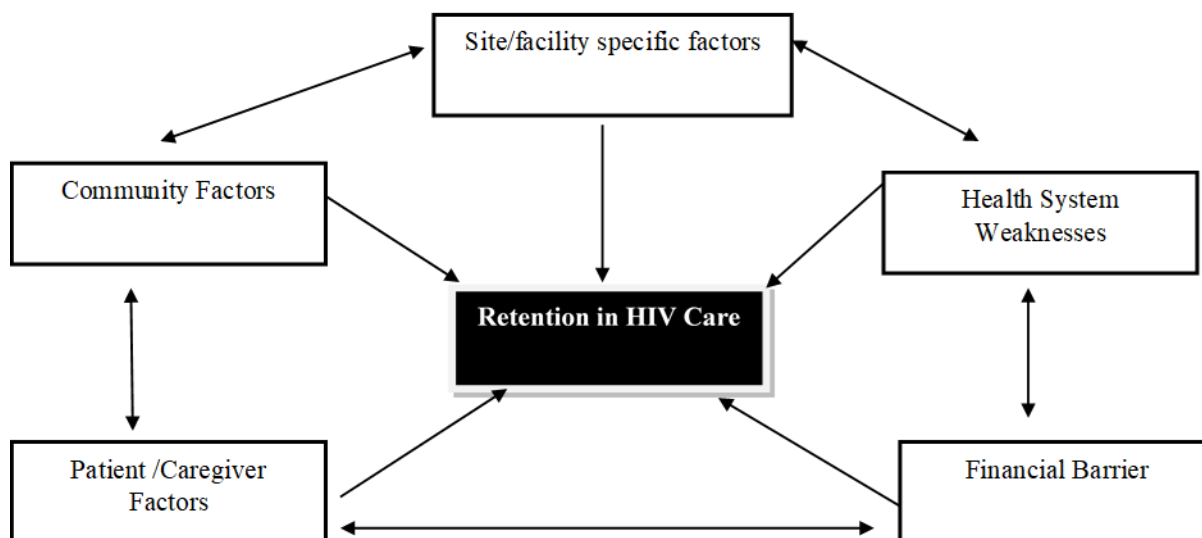 Site/facility specific factors
Community Factors
Health System
Weaknesses
Retention in HIV Care
Patient /Caregiver
Factors
Financial Barrier